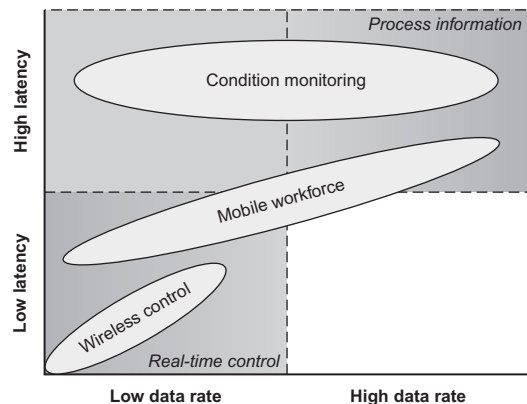 Process information
Condition monitoring
High latency
Mobile workforce
Low latency
Wireless control
Real-time control
Low data rate
High data rate